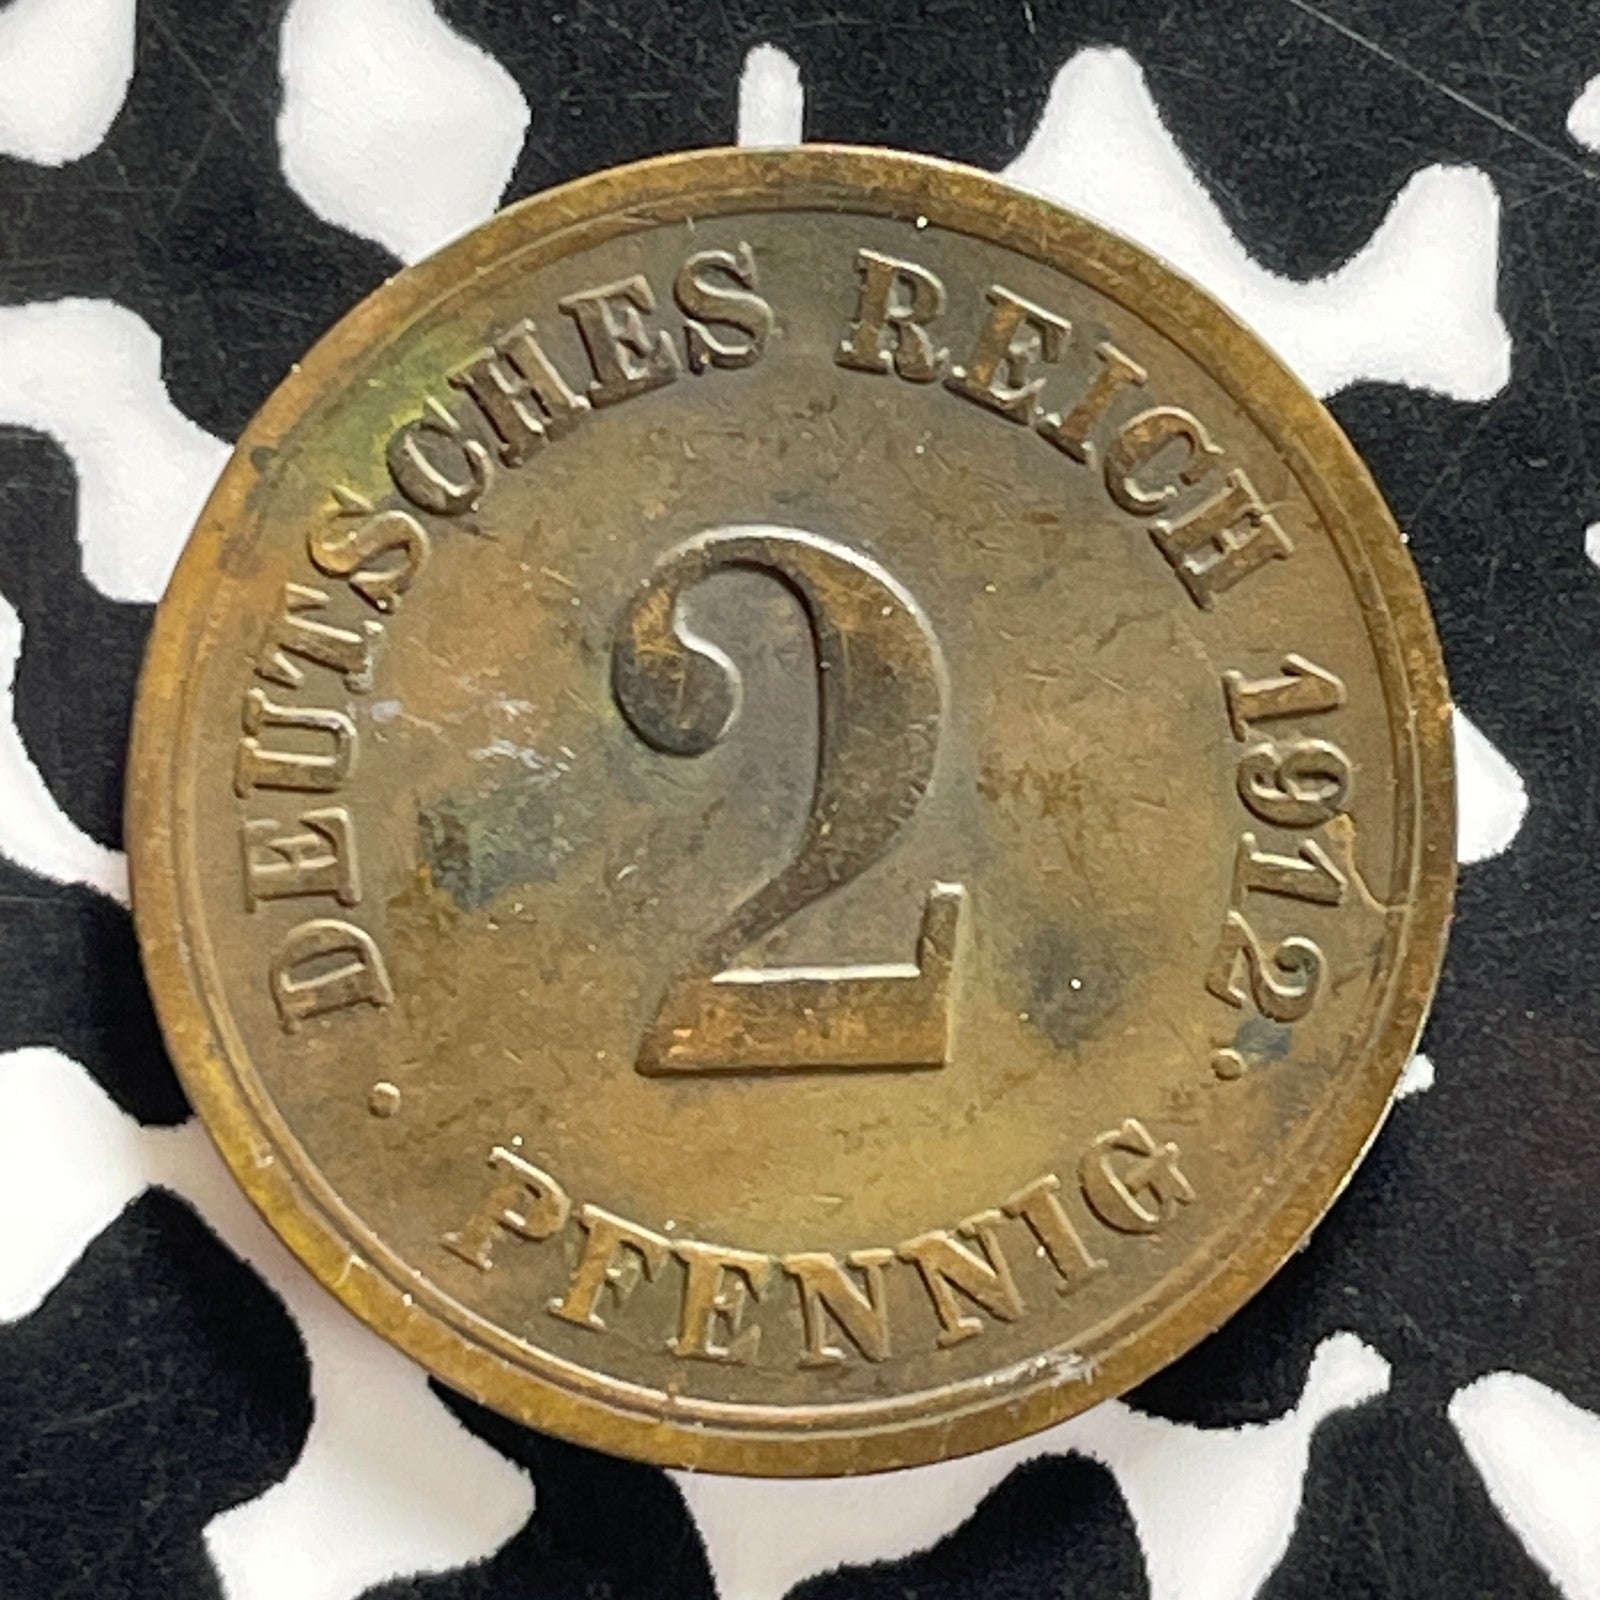 DEUTSCHES REICH 1912
2
· PFENNIG ·